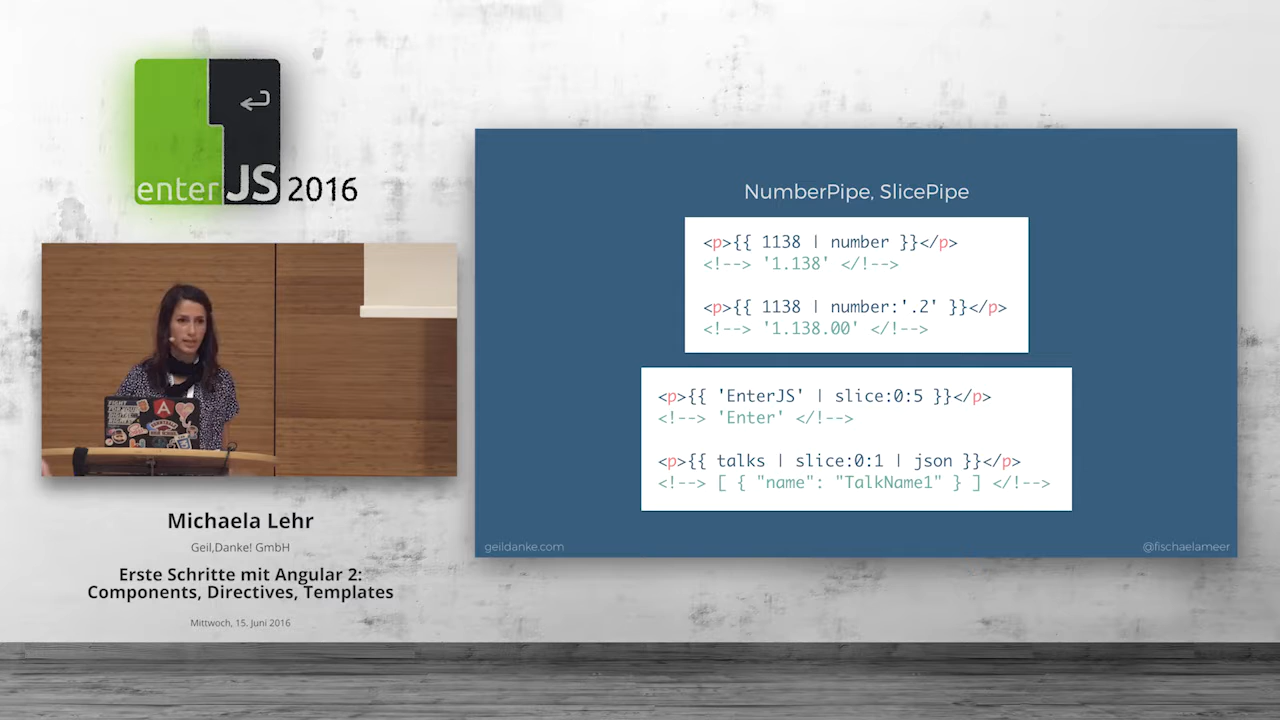 enterJS 2016
Michaela Lehr
Geil,Danke! GmbH
Erste Schritte mit Angular 2:
Components, Directives, Templates
Mittwoch, 15. Juni 2016
NumberPipe, SlicePipe
<p>{{ 1138 | number }}</p>
<!--> '1.138' </!-->
<p>{{ 1138 | number:'.2' }}</p>
<!--> '1.138.00' </!-->
<p>{{ 'EnterJS' | slice:0:5 }}</p>
<!--> 'Enter' </!-->
<p>{{ talks | slice:0:1 | json }}</p>
<!--> [ { "name": "TalkName1" } ] </!-->
geildanke.com
@fischaelameer